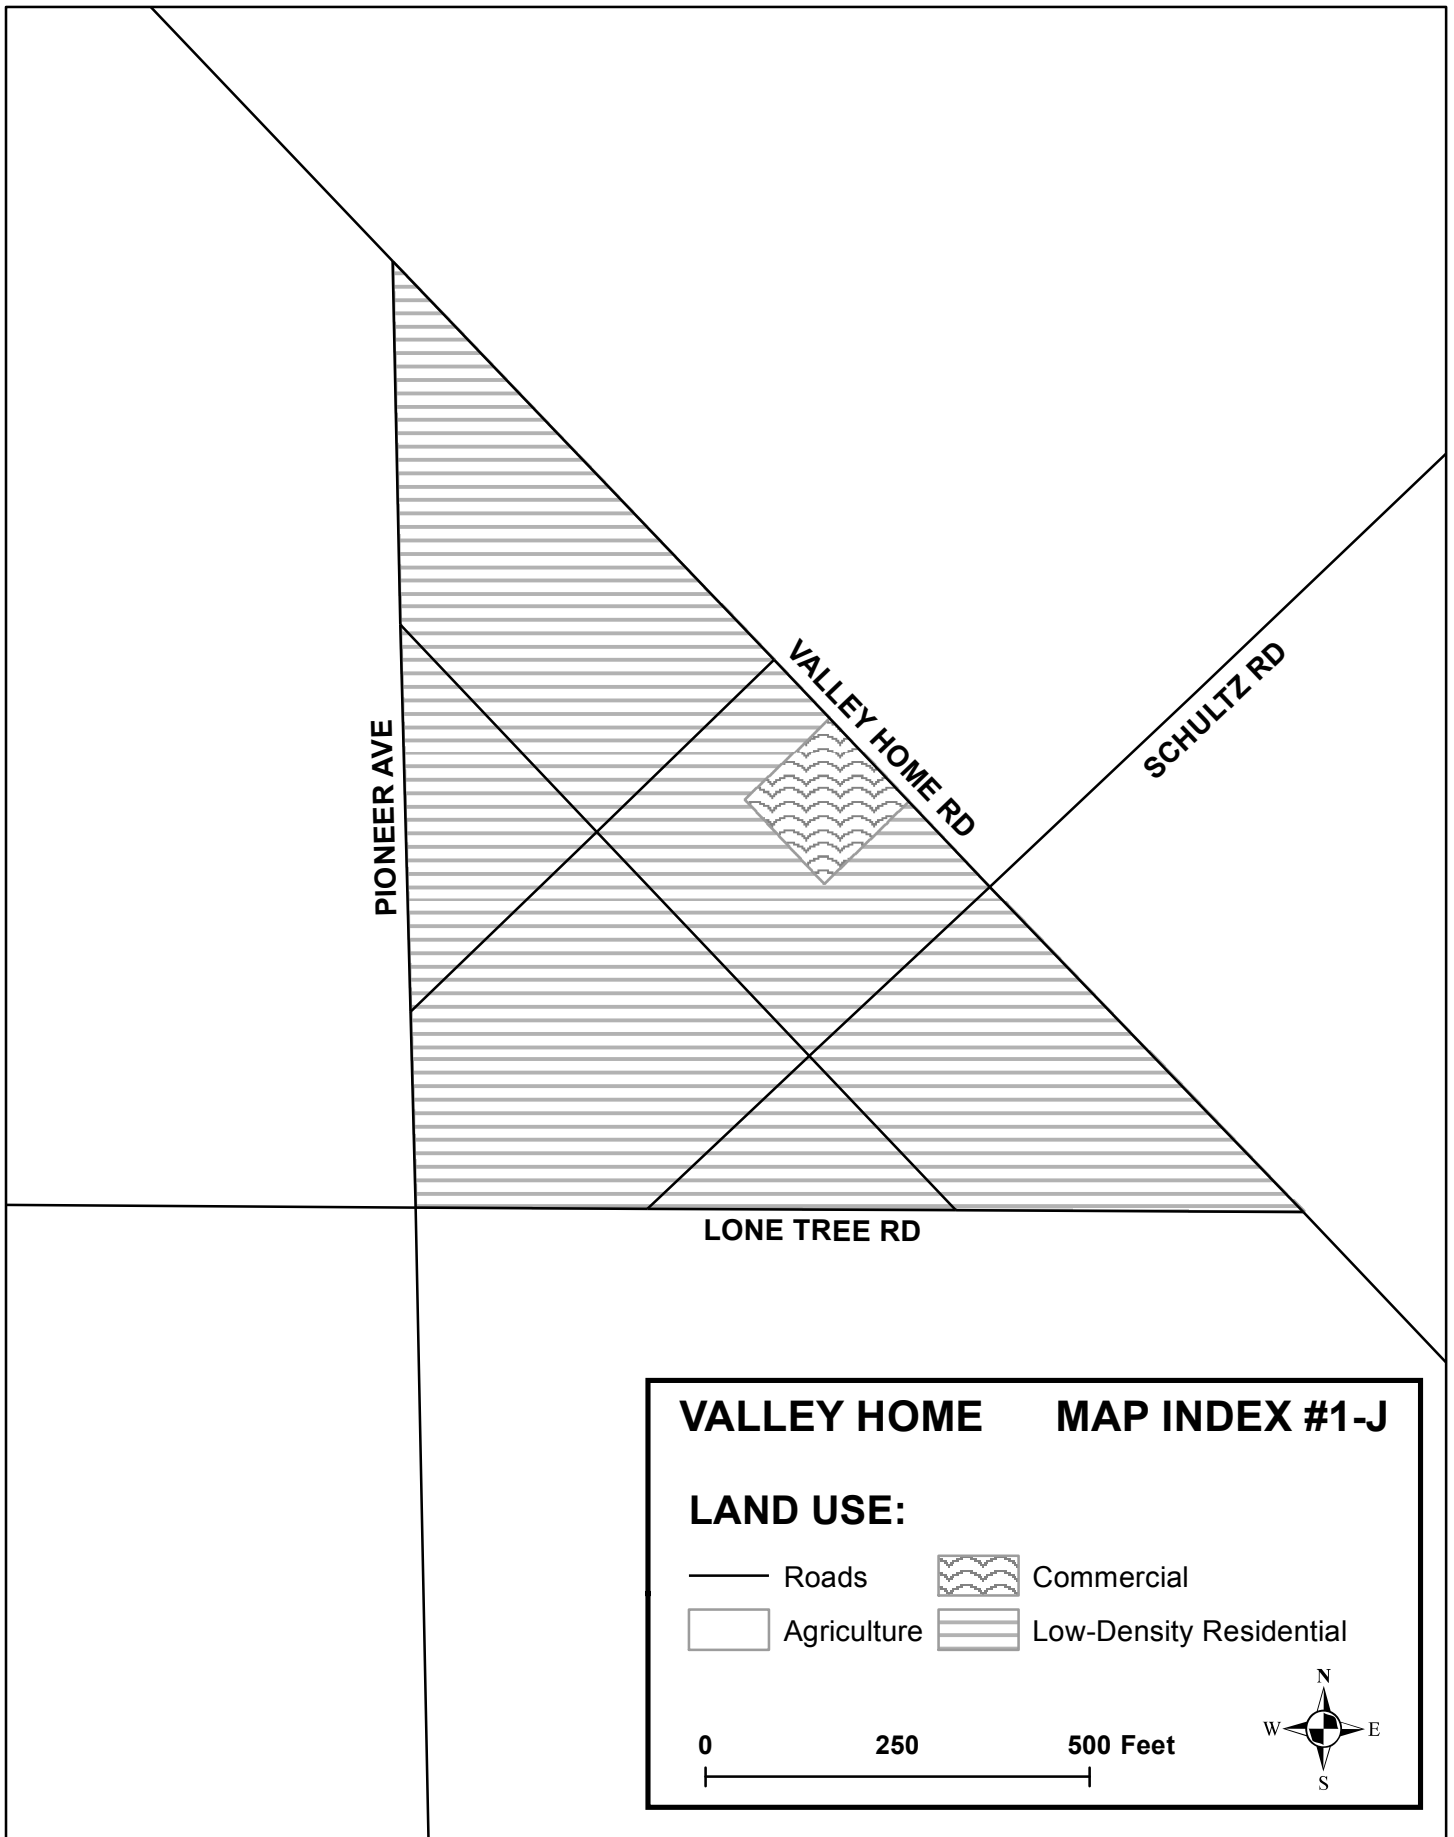 VALLEY HOME RD
SCHULTZ RD
PIONEER AVE
LONE TREE RD
VALLEY HOME MAP INDEX #1-J
LAND USE:
Roads Commercial
Agriculture Low-Density Residential
N
W E
S
0 250 500 Feet